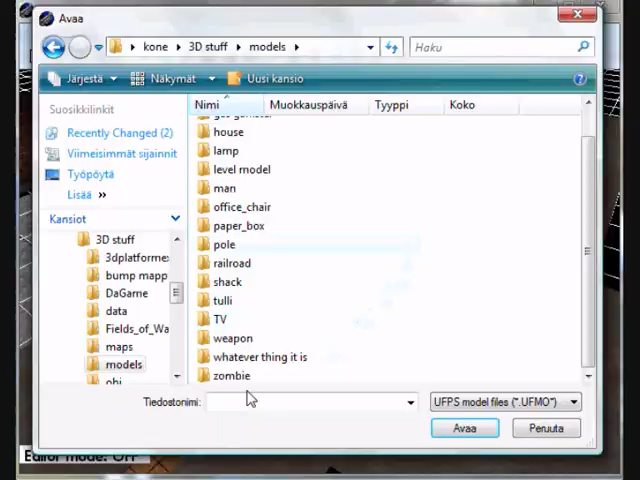 Avaa
kone ▸ 3D stuff ▸ models ▸
Haku
Järjestä
Näkymät
Uusi kansio
Suosikkilinkit
Recently Changed (2)
Viimeisimmät sijainnit
Työpöytä
Lisää »
Kansiot
3D stuff
3dplatforme
bump mapp
DaGame
data
Fields_of_Wa
maps
models
obj
Nimi
Muokkauspäivä
Tyyppi
Koko
house
lamp
level model
man
office_chair
paper_box
pole
railroad
shack
tulli
TV
weapon
whatever thing it is
zombie
Tiedostonimi:
UFPS model files (*.UFMO")
Avaa
Peruuta
Editor mode: OFF